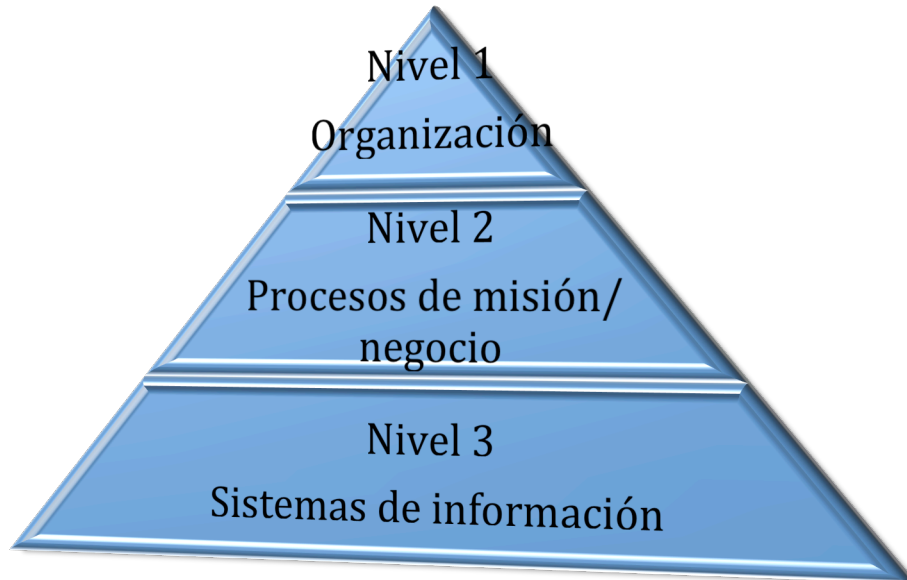 Nivel 1
Organización
Nivel 2
Procesos de misión/
negocio
Nivel 3
Sistemas de información